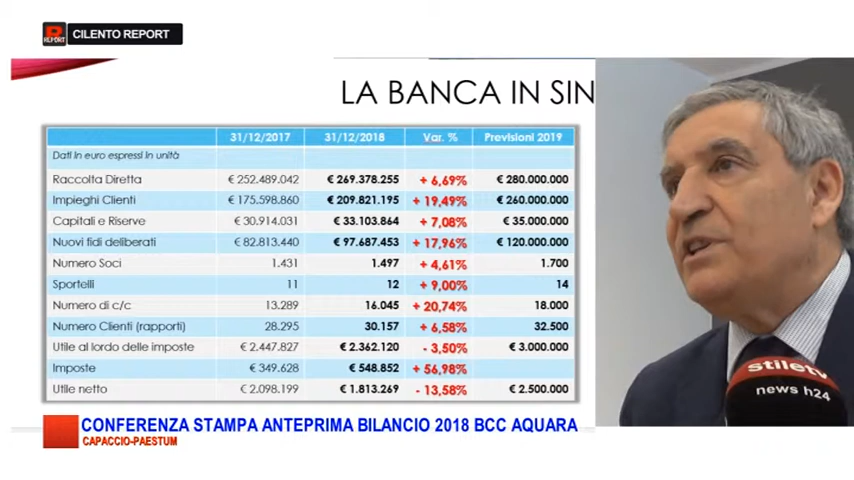 REPORT
CILENTO REPORT
LA BANCA IN SIN
31/12/2017 31/12/2018 Var. % Previsioni 2019
Dati in euro espressi in unità
Raccolta Diretta € 252.489.042 € 269.378.255 + 6,69% € 280.000.000
Impieghi Clienti € 175.598.860 € 209.821.195 + 19,49% € 260.000.000
Capitali e Riserve € 30.914.031 € 33.103.864 + 7,08% € 35.000.000
Nuovi fidi deliberati € 82.813.440 € 97.687.453 + 17,96% € 120.000.000
Numero Soci 1.431 1.497 + 4,61% 1.700
Sportelli 11 12 + 9,00% 14
Numero di c/c 13.289 16.045 + 20,74% 18.000
Numero Clienti (rapporti) 28.295 30.157 + 6,58% 32.500
Utile al lordo delle imposte € 2.447.827 € 2.362.120 - 3,50% € 3.000.000
Imposte € 349.628 € 548.852 + 56,98%
Utile netto € 2.098.199 € 1.813.269 - 13,58% € 2.500.000
stiletv
news h24
CONFERENZA STAMPA ANTEPRIMA BILANCIO 2018 BCC AQUARA
CAPACCIO-PAESTUM